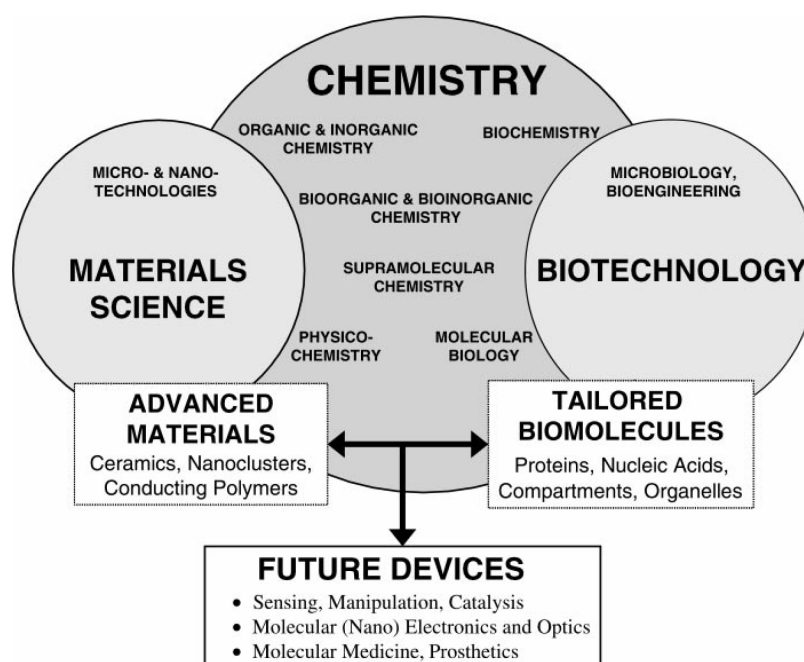 CHEMISTRY
ORGANIC & INORGANIC
CHEMISTRY
BIOCHEMISTRY
MICRO- & NANO-
TECHNOLOGIES
MICROBIOLOGY,
BIOENGINEERING
BIOORGANIC & BIOINORGANIC
CHEMISTRY
MATERIALS
SCIENCE
SUPRAMOLECULAR
CHEMISTRY
BIOTECHNOLOGY
PHYSICO-
CHEMISTRY
MOLECULAR
BIOLOGY
ADVANCED
MATERIALS
Ceramics, Nanoclusters,
Conducting Polymers
TAILORED
BIOMOLECULES
Proteins, Nucleic Acids,
Compartments, Organelles
FUTURE DEVICES
• Sensing, Manipulation, Catalysis
• Molecular (Nano) Electronics and Optics
• Molecular Medicine, Prosthetics